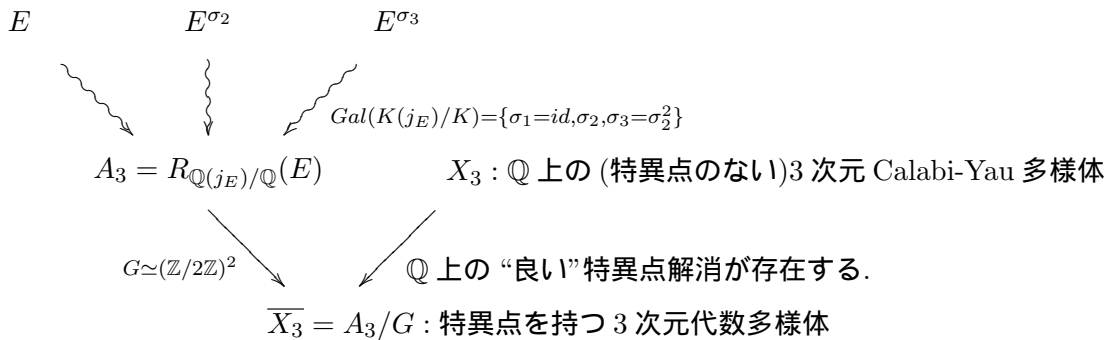 E E^{σ_2} E^{σ_3}
Gal(K(j_E)/K)={σ_1=id,σ_2,σ_3=σ_2^2}
A_3 = R_{ℚ(j_E)/ℚ}(E) X_3 : ℚ 上の (特異点のない)3 次元 Calabi-Yau 多様体
G≃(ℤ/2ℤ)^2 ℚ 上の “良い”特異点解消が存在する.
\overline{X_3} = A_3/G : 特異点を持つ 3 次元代数多様体